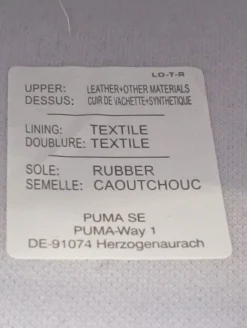 LO-T-R
UPPER: LEATHER+OTHER MATERIALS
DESSUS: CUIR DE VACHETTE+SYNTHETIQUE
LINING: TEXTILE
DOUBLURE: TEXTILE
SOLE: RUBBER
SEMELLE: CAOUTCHOUC
PUMA SE
PUMA-Way 1
DE-91074 Herzogenaurach